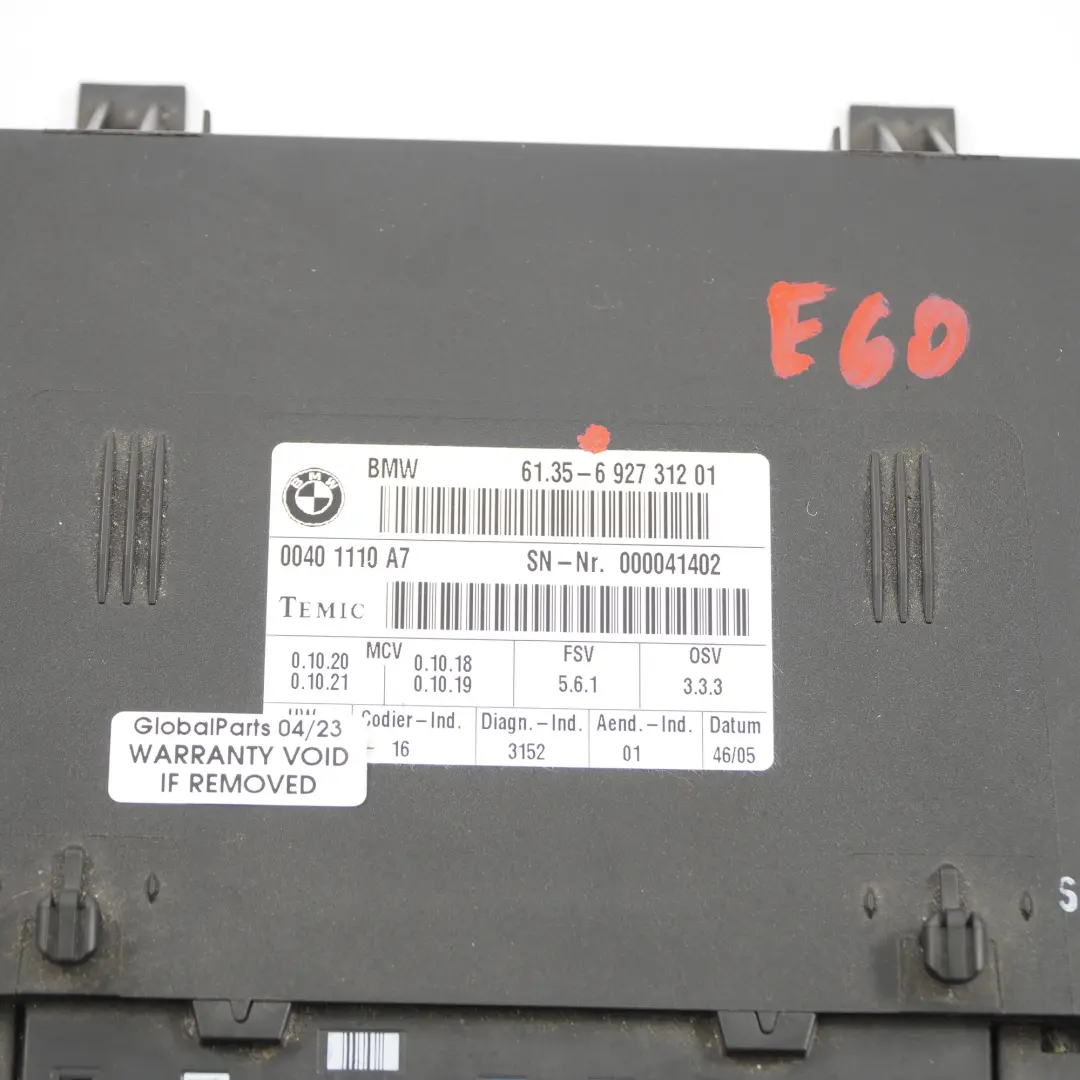 E60
BMW 61.35-6 927 312 01
BMW
0040 1110 A7 SN-Nr. 000041402
TEMIC
MCV FSV OSV
0.10.20 0.10.18 5.6.1 3.3.3
0.10.21 0.10.19
HW Codier-Ind. Diagn.-Ind. Aend.-Ind. Datum
- 16 3152 01 46/05
GlobalParts 04/23
WARRANTY VOID
IF REMOVED
S